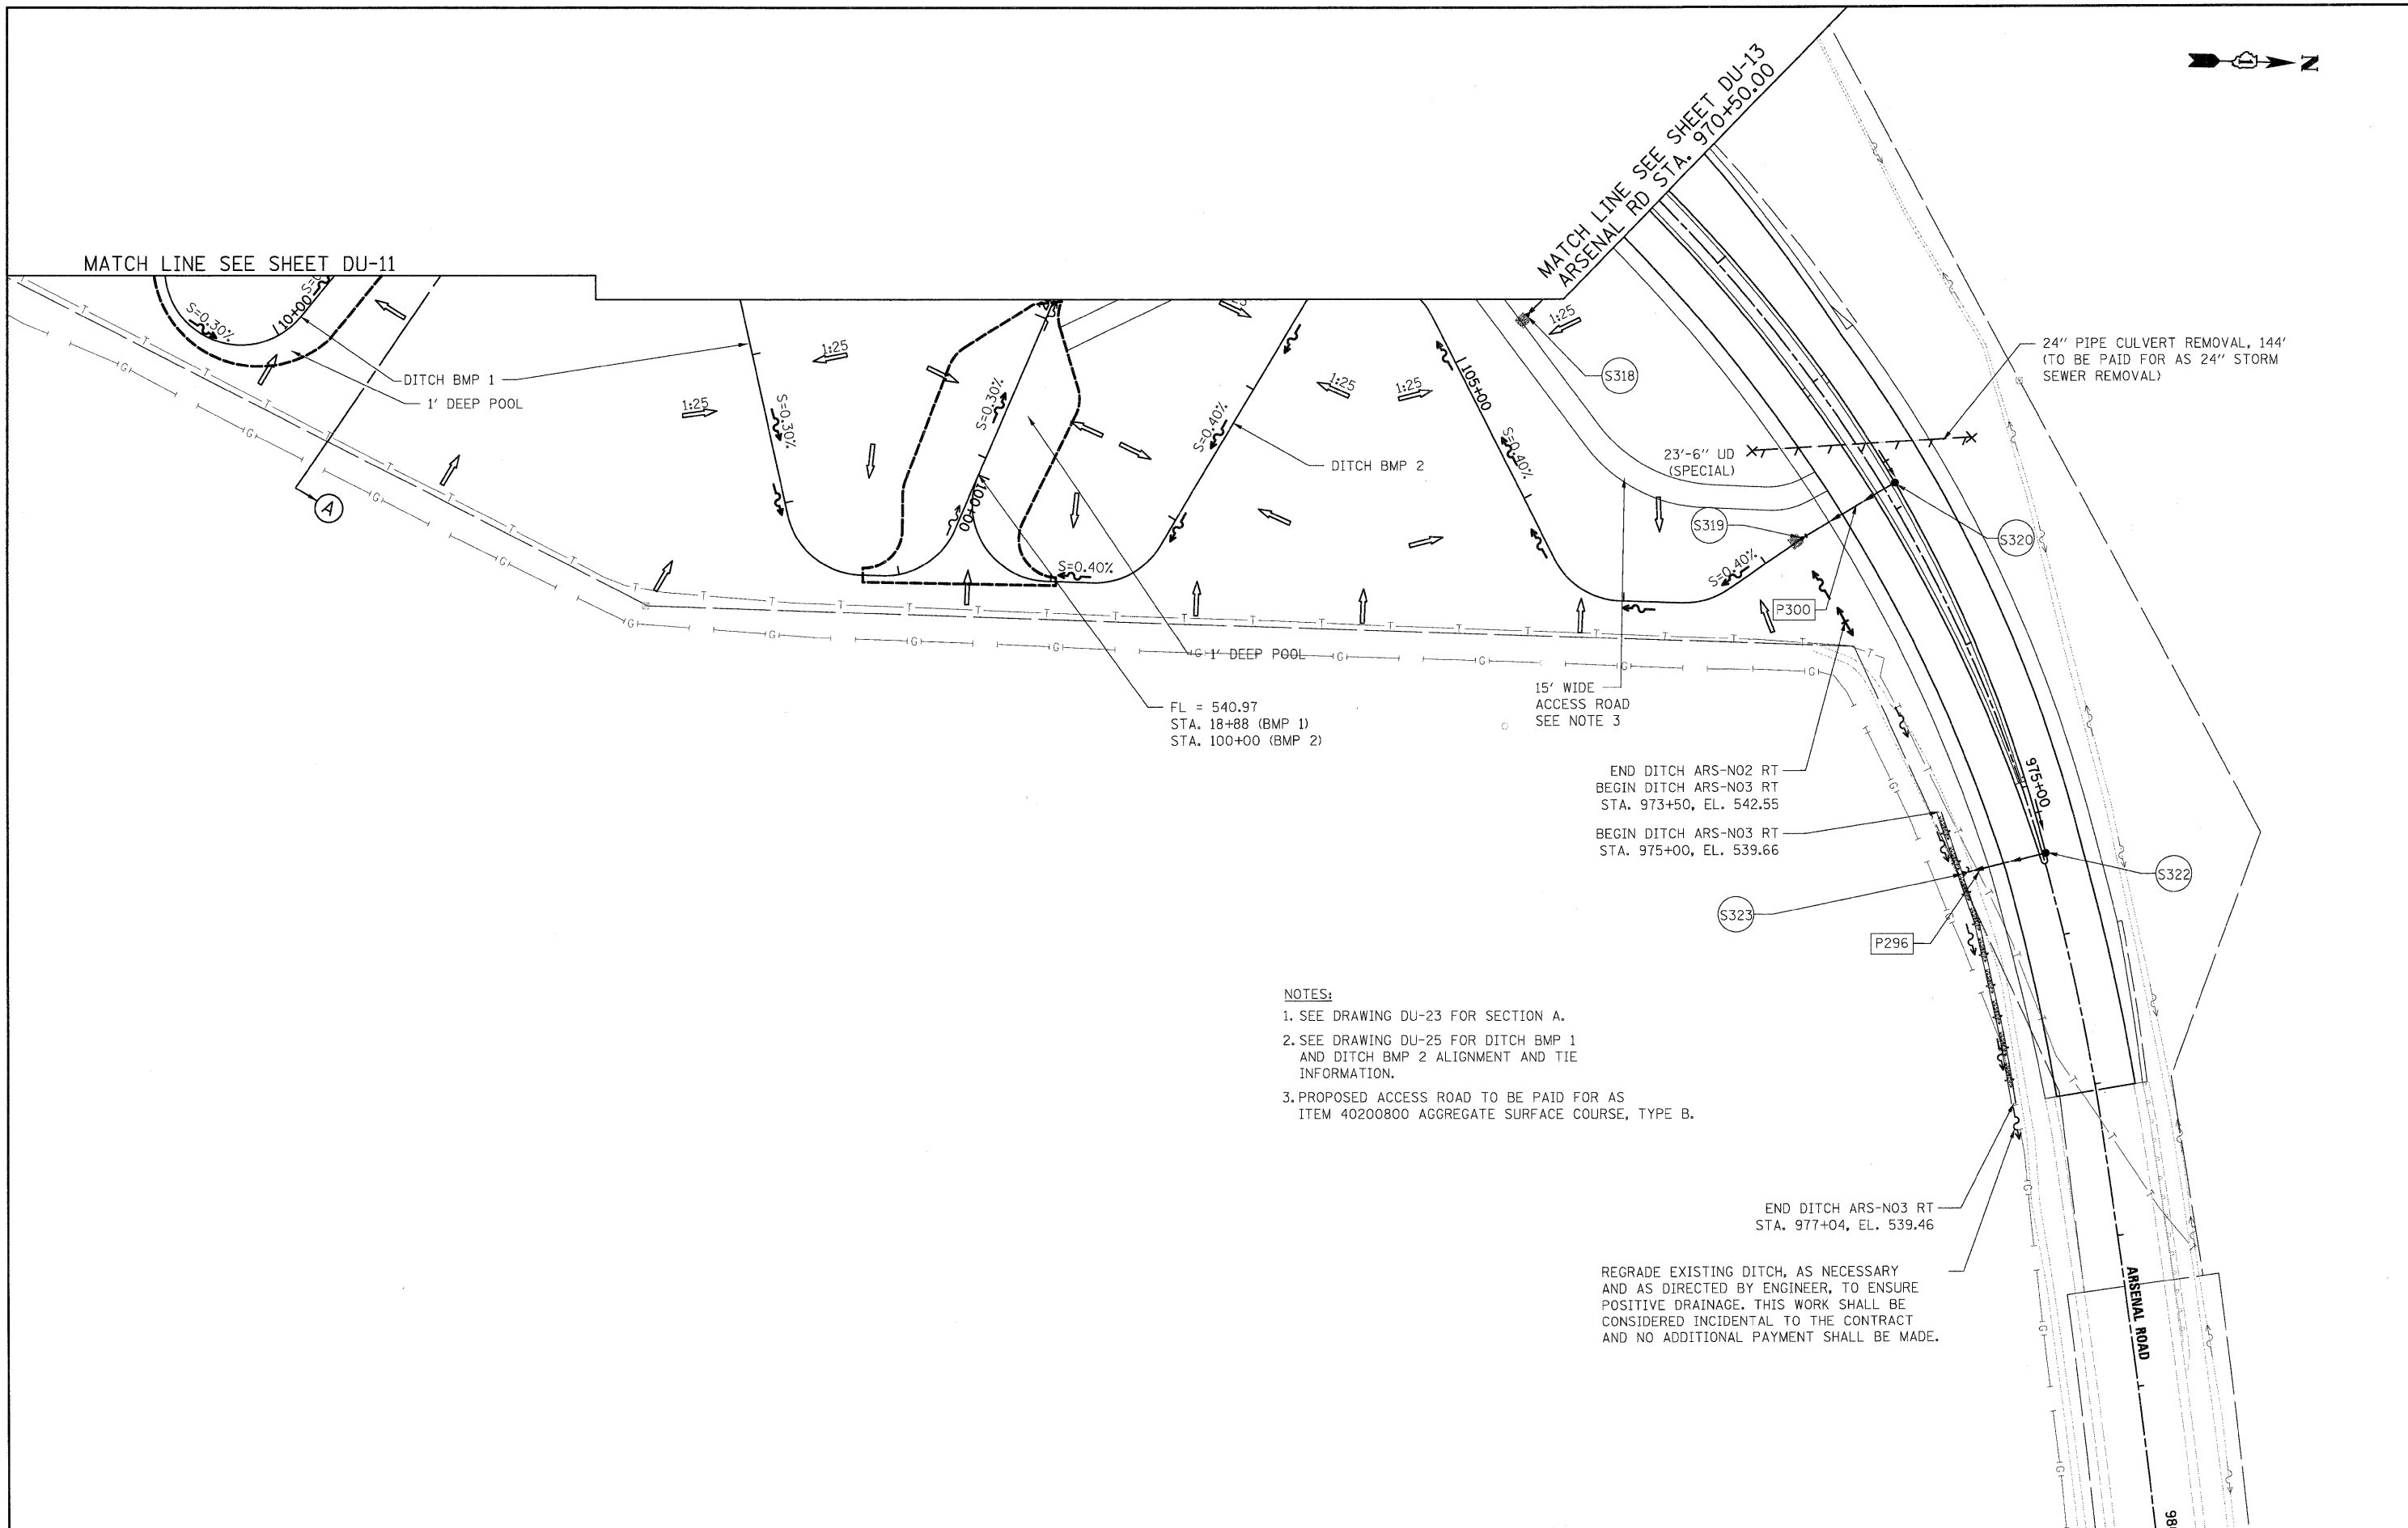 MATCH LINE SEE SHEET DU-13
ARSENAL RD STA. 970+50.00
N
MATCH LINE SEE SHEET DU-11
S=0.30%
110+00
DITCH BMP 1
1' DEEP POOL
A
1:25
1:25
S=0.30%
S=0.30%
100+00
1:25
1:25
S=0.40%
S=0.40%
DITCH BMP 2
105+00
S=0.40%
1:25
S318
24" PIPE CULVERT REMOVAL, 144'
(TO BE PAID FOR AS 24" STORM
SEWER REMOVAL)
23'-6" UD
(SPECIAL)
S319
S320
S=0.40%
P300
1' DEEP POOL
FL = 540.97
STA. 18+88 (BMP 1)
STA. 100+00 (BMP 2)
15' WIDE
ACCESS ROAD
SEE NOTE 3
END DITCH ARS-NO2 RT
BEGIN DITCH ARS-NO3 RT
STA. 973+50, EL. 542.55
BEGIN DITCH ARS-NO3 RT
STA. 975+00, EL. 539.66
975+00
S322
S323
P296
NOTES:
1. SEE DRAWING DU-23 FOR SECTION A.
2. SEE DRAWING DU-25 FOR DITCH BMP 1
AND DITCH BMP 2 ALIGNMENT AND TIE
INFORMATION.
3. PROPOSED ACCESS ROAD TO BE PAID FOR AS
ITEM 40200800 AGGREGATE SURFACE COURSE, TYPE B.
END DITCH ARS-NO3 RT
STA. 977+04, EL. 539.46
REGRADE EXISTING DITCH, AS NECESSARY
AND AS DIRECTED BY ENGINEER, TO ENSURE
POSITIVE DRAINAGE. THIS WORK SHALL BE
CONSIDERED INCIDENTAL TO THE CONTRACT
AND NO ADDITIONAL PAYMENT SHALL BE MADE.
ARSENAL ROAD